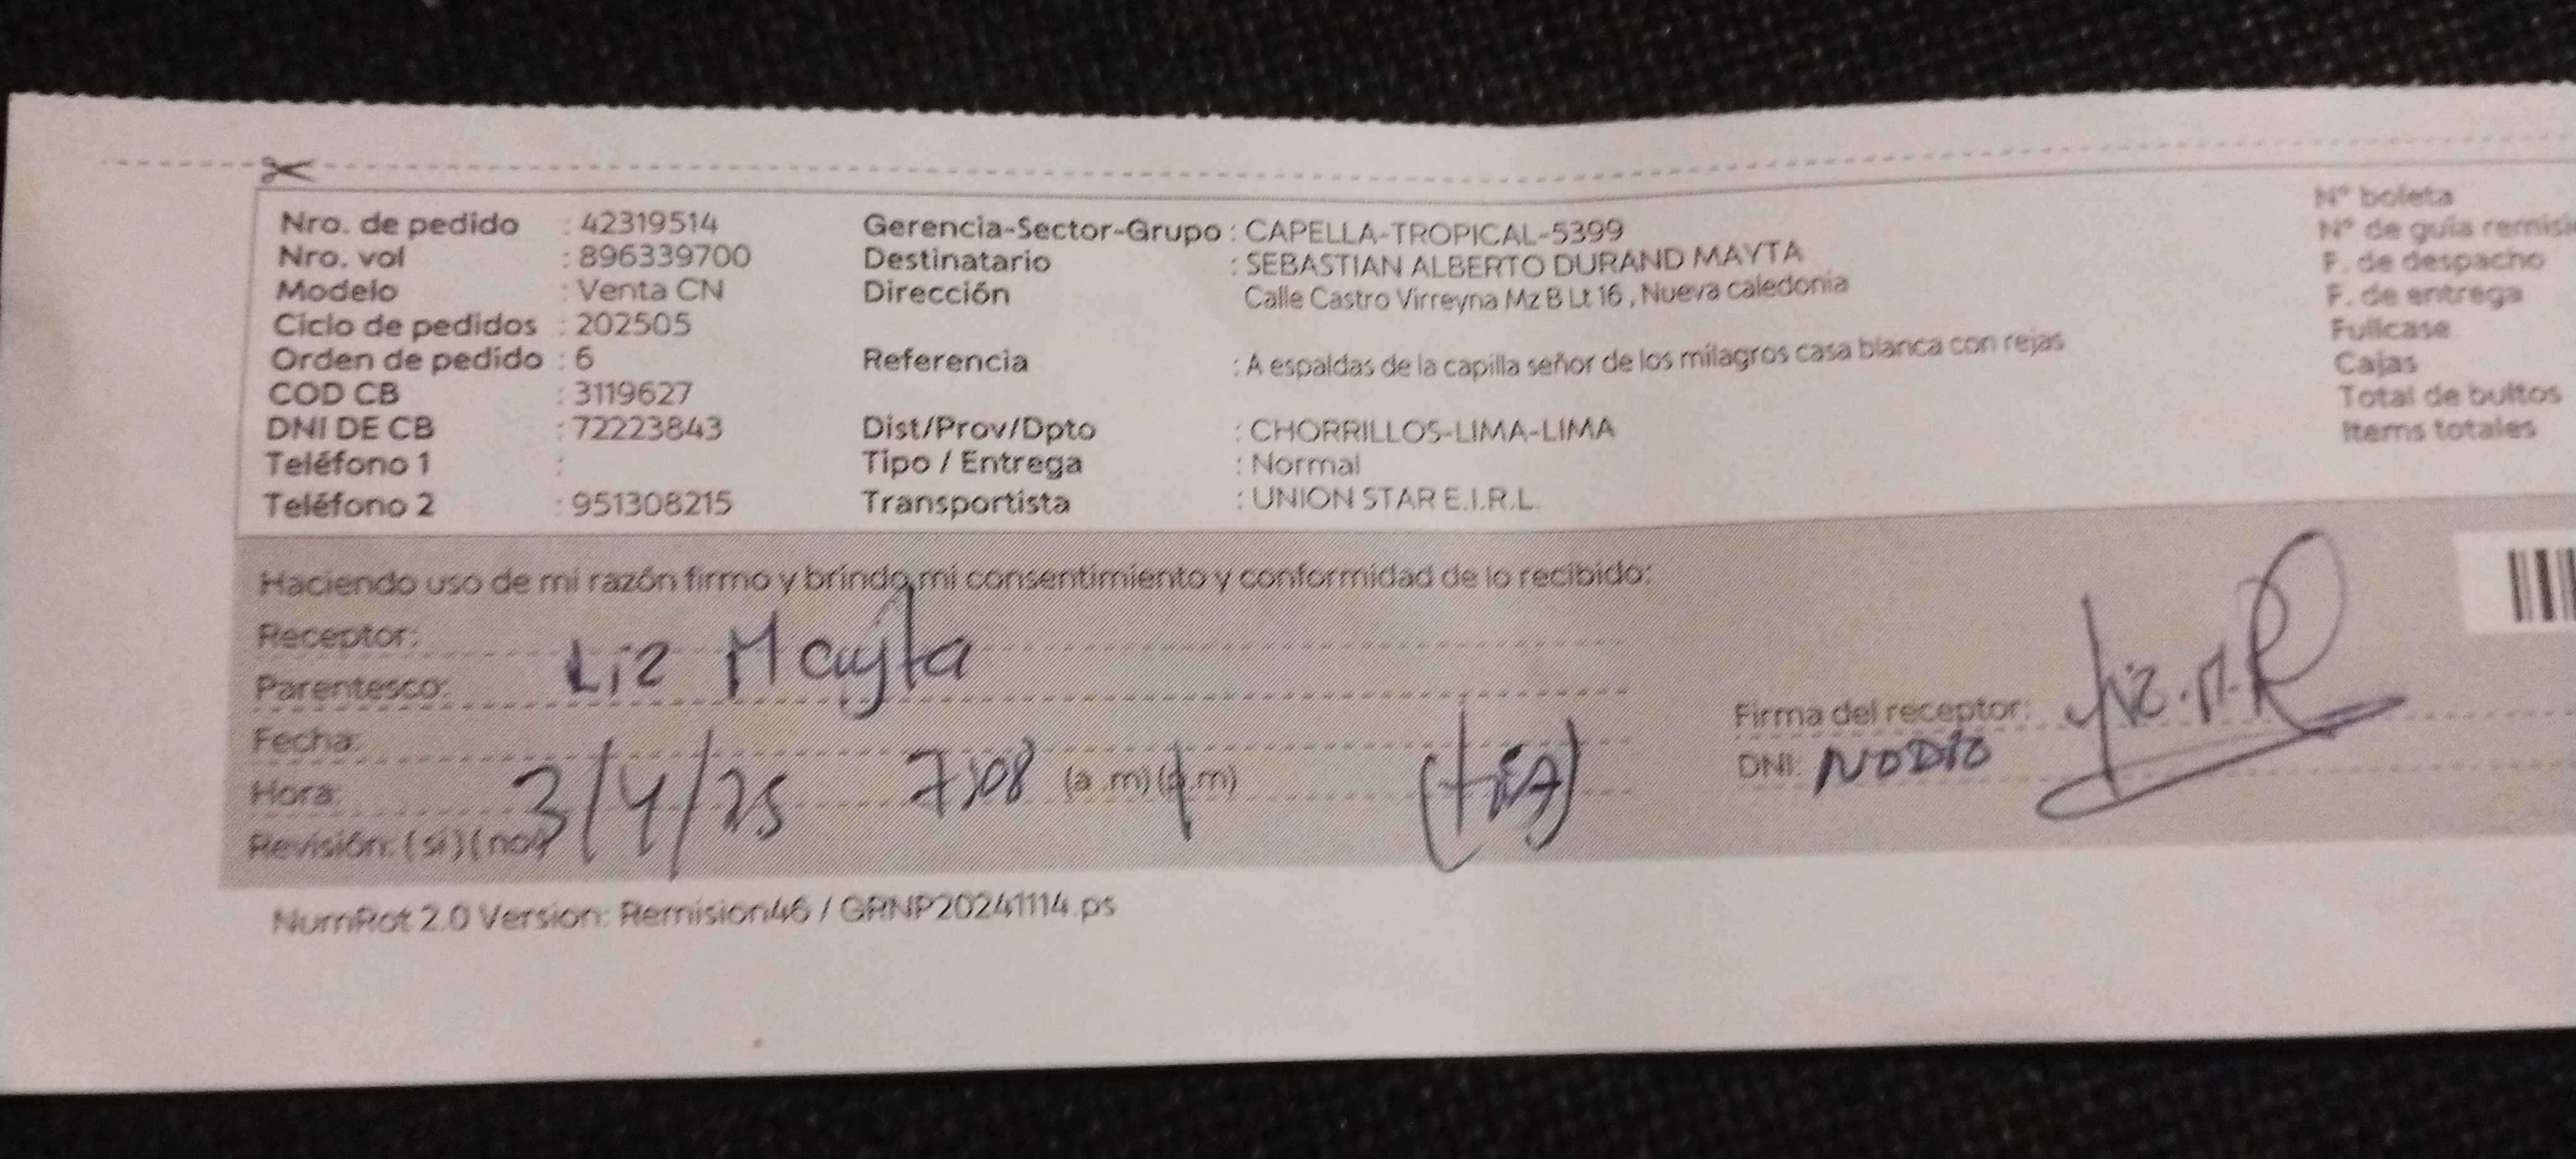 Nro. de pedido : 42319514 Gerencia-Sector-Grupo : CAPELLA-TROPICAL-5399 N° boleta
Nro. vol : 896339700 Destinatario : SEBASTIAN ALBERTO DURAND MAYTA N° de guía remisi
Modelo : Venta CN Dirección Calle Castro Virreyna Mz B Lt 16 , Nueva caledonia F. de despacho
Ciclo de pedidos : 202505 F. de entrega
Orden de pedido : 6 Referencia : A espaldas de la capilla señor de los milagros casa blanca con rejas Fullcase
COD CB : 3119627 Cajas
DNI DE CB : 72223843 Dist/Prov/Dpto : CHORRILLOS-LIMA-LIMA Total de bultos
Teléfono 1 : Tipo / Entrega : Normal Items totales
Teléfono 2 : 951308215 Transportista : UNION STAR E.I.R.L.
Haciendo uso de mi razón firmo y brindo mi consentimiento y conformidad de lo recibido:
Receptor:
Liz Mayta
Parentesco:
Firma del receptor: Liz.M.R
Fecha:
DNI: NO DIO
Hora: 3/4/25 7:08 (a .m) (p.m) (tia)
Revisión: ( si ) ( no )
NumRot 2.0 Version: Remision46 / GRNP20241114.ps